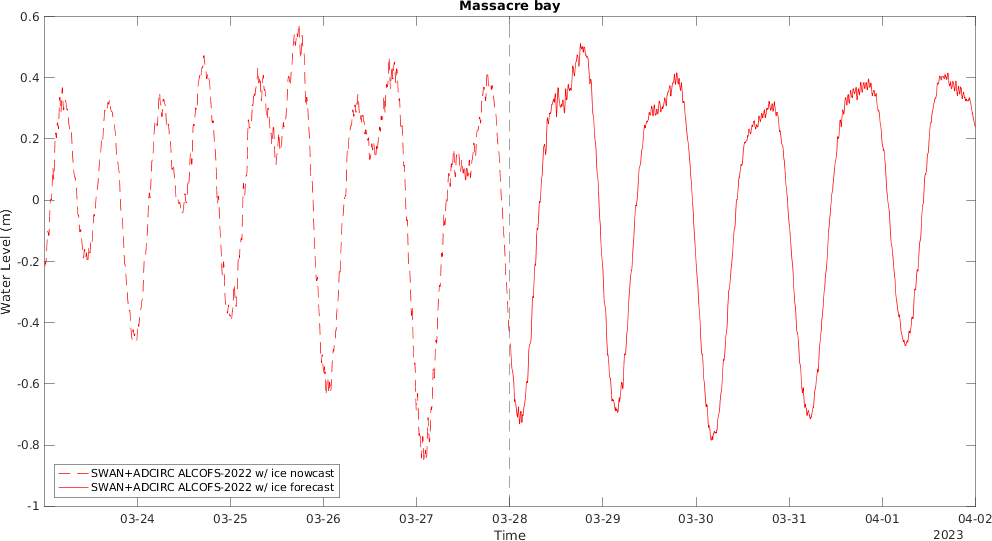 Massacre bay
0.6
0.4
0.2
0
-0.2
-0.4
-0.6
-0.8
-1
Water Level (m)
SWAN+ADCIRC ALCOFS-2022 w/ ice nowcast
SWAN+ADCIRC ALCOFS-2022 w/ ice forecast
03-24 03-25 03-26 03-27 03-28 03-29 03-30 03-31 04-01 04-02
Time
2023